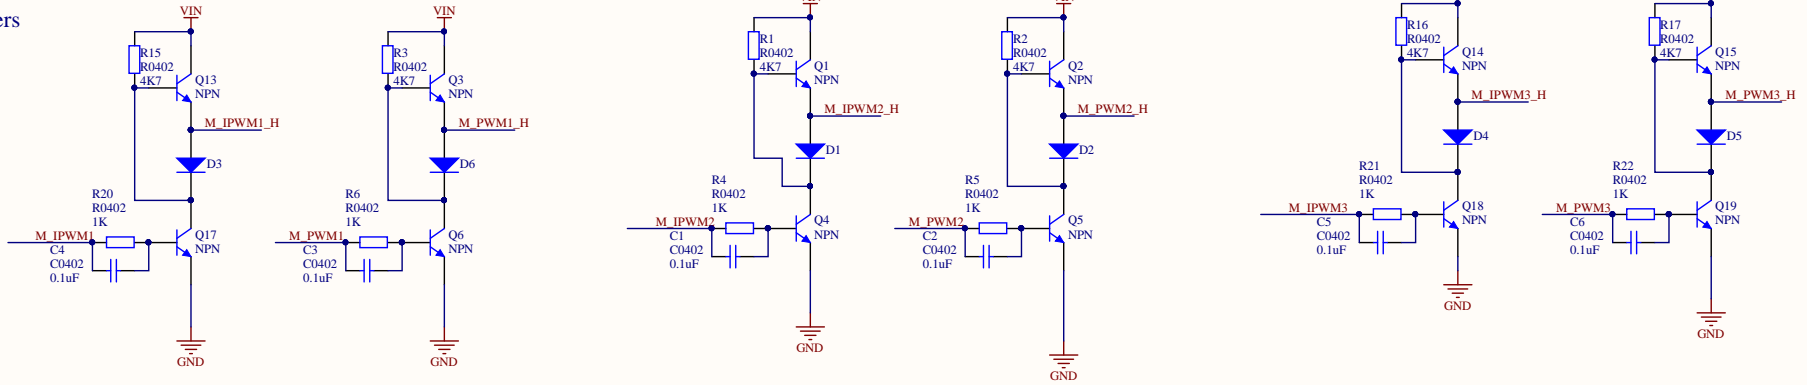 ers
VIN
R15
R0402
4K7
Q13
NPN
M_IPWM1_H
D3
R20
R0402
1K
M_IPWM1
C4
C0402
0.1uF
Q17
NPN
GND
VIN
R3
R0402
4K7
Q3
NPN
M_PWM1_H
D6
R6
R0402
1K
M_PWM1
C3
C0402
0.1uF
Q6
NPN
GND
R1
R0402
4K7
Q1
NPN
M_IPWM2_H
D1
R4
R0402
1K
M_IPWM2
C1
C0402
0.1uF
Q4
NPN
GND
R2
R0402
4K7
Q2
NPN
M_PWM2_H
D2
R5
R0402
1K
M_PWM2
C2
C0402
0.1uF
Q5
NPN
GND
R16
R0402
4K7
Q14
NPN
M_IPWM3_H
D4
R21
R0402
1K
M_IPWM3
C5
C0402
0.1uF
Q18
NPN
GND
R17
R0402
4K7
Q15
NPN
M_PWM3_H
D5
R22
R0402
1K
M_PWM3
C6
C0402
0.1uF
Q19
NPN
GND